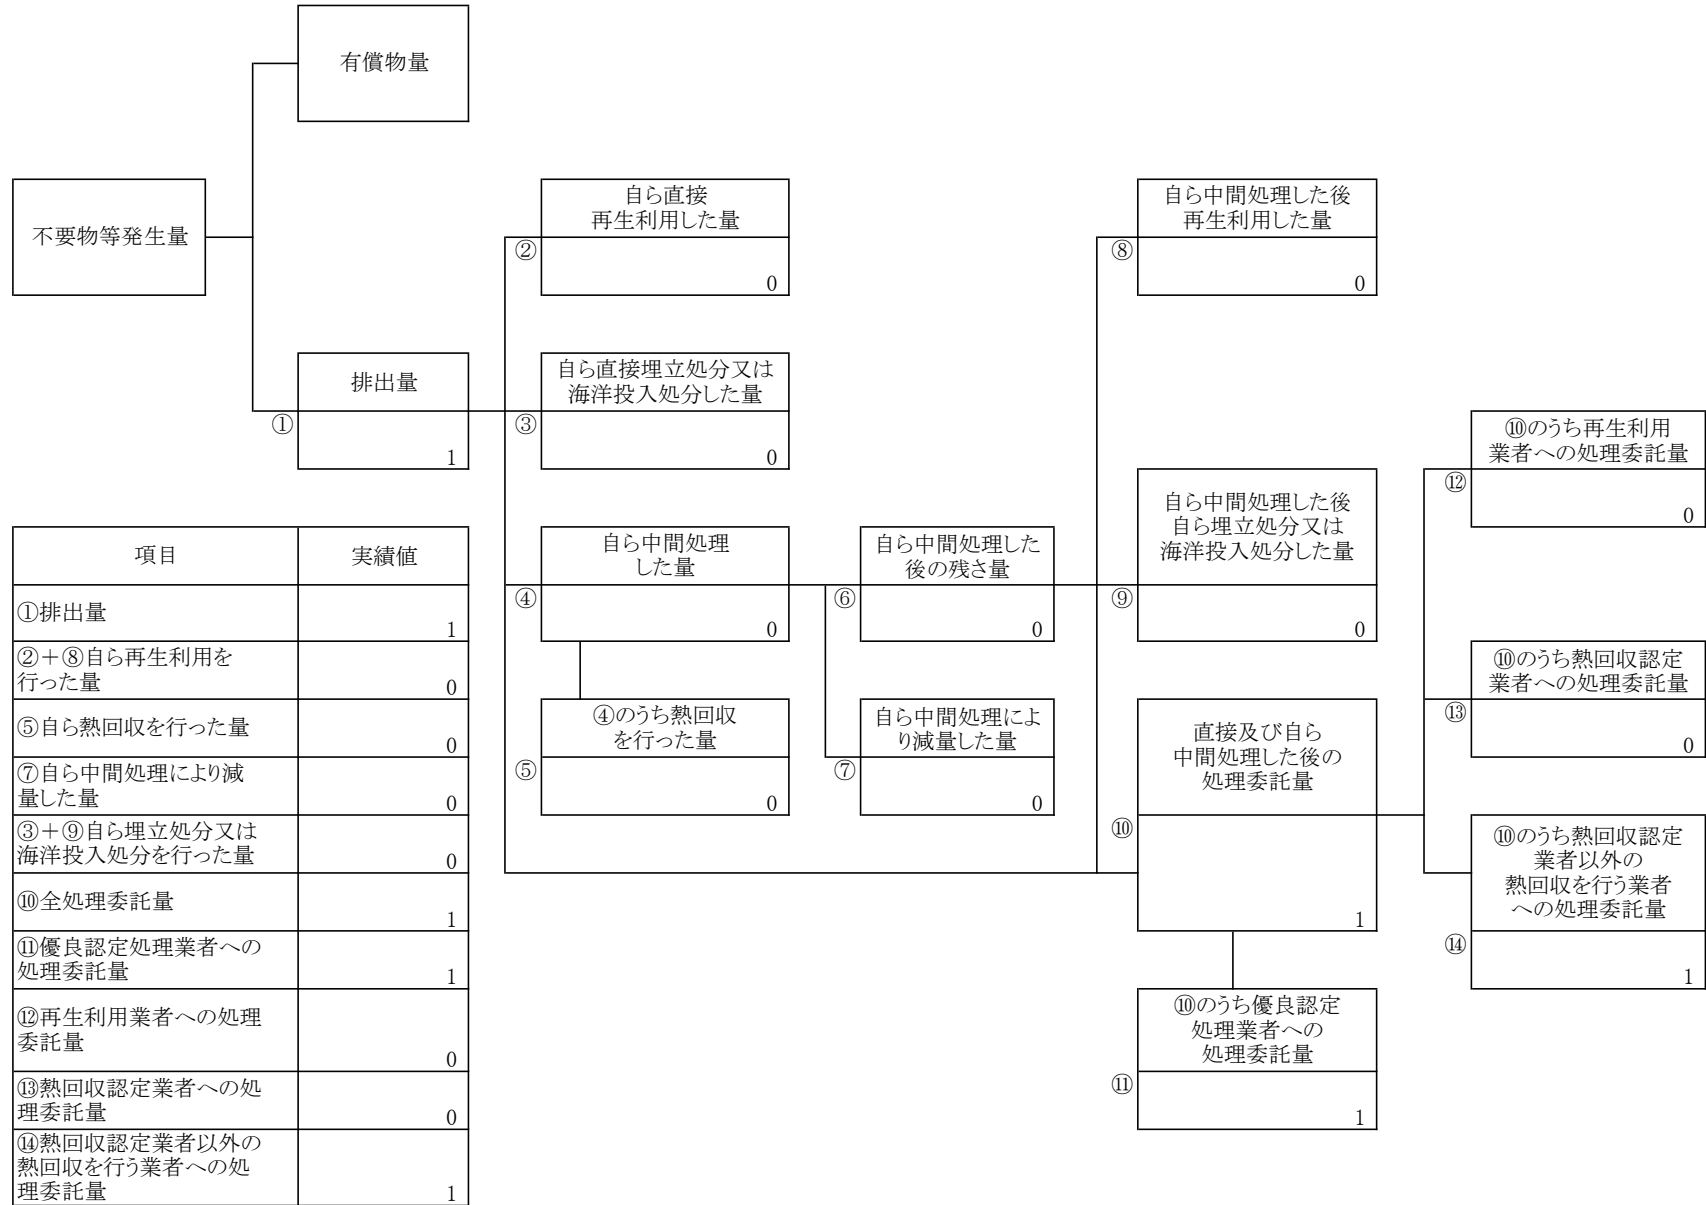 有償物量
不要物等発生量
自ら直接
再生利用した量
②
0
自ら中間処理した後
再生利用した量
⑧
0
排出量
①
1
自ら直接埋立処分又は
海洋投入処分した量
③
0
⑩のうち再生利用
業者への処理委託量
⑫
0
自ら中間処理
した量
④
0
自ら中間処理した
後の残さ量
⑥
0
自ら中間処理した後
自ら埋立処分又は
海洋投入処分した量
⑨
0
⑩のうち熱回収認定
業者への処理委託量
⑬
0
④のうち熱回収
を行った量
⑤
0
自ら中間処理によ
り減量した量
⑦
0
直接及び自ら
中間処理した後の
処理委託量
⑩
1
⑩のうち熱回収認定
業者以外の
熱回収を行う業者
への処理委託量
⑭
1
⑩のうち優良認定
処理業者への
処理委託量
⑪
1
項目 実績値
①排出量
1
②＋⑧自ら再生利用を
行った量
0
⑤自ら熱回収を行った量
0
⑦自ら中間処理により減
量した量
0
③＋⑨自ら埋立処分又は
海洋投入処分を行った量
0
⑩全処理委託量
1
⑪優良認定処理業者への
処理委託量
1
⑫再生利用業者への処理
委託量
0
⑬熱回収認定業者への処
理委託量
0
⑭熱回収認定業者以外の
熱回収を行う業者への処
理委託量
1